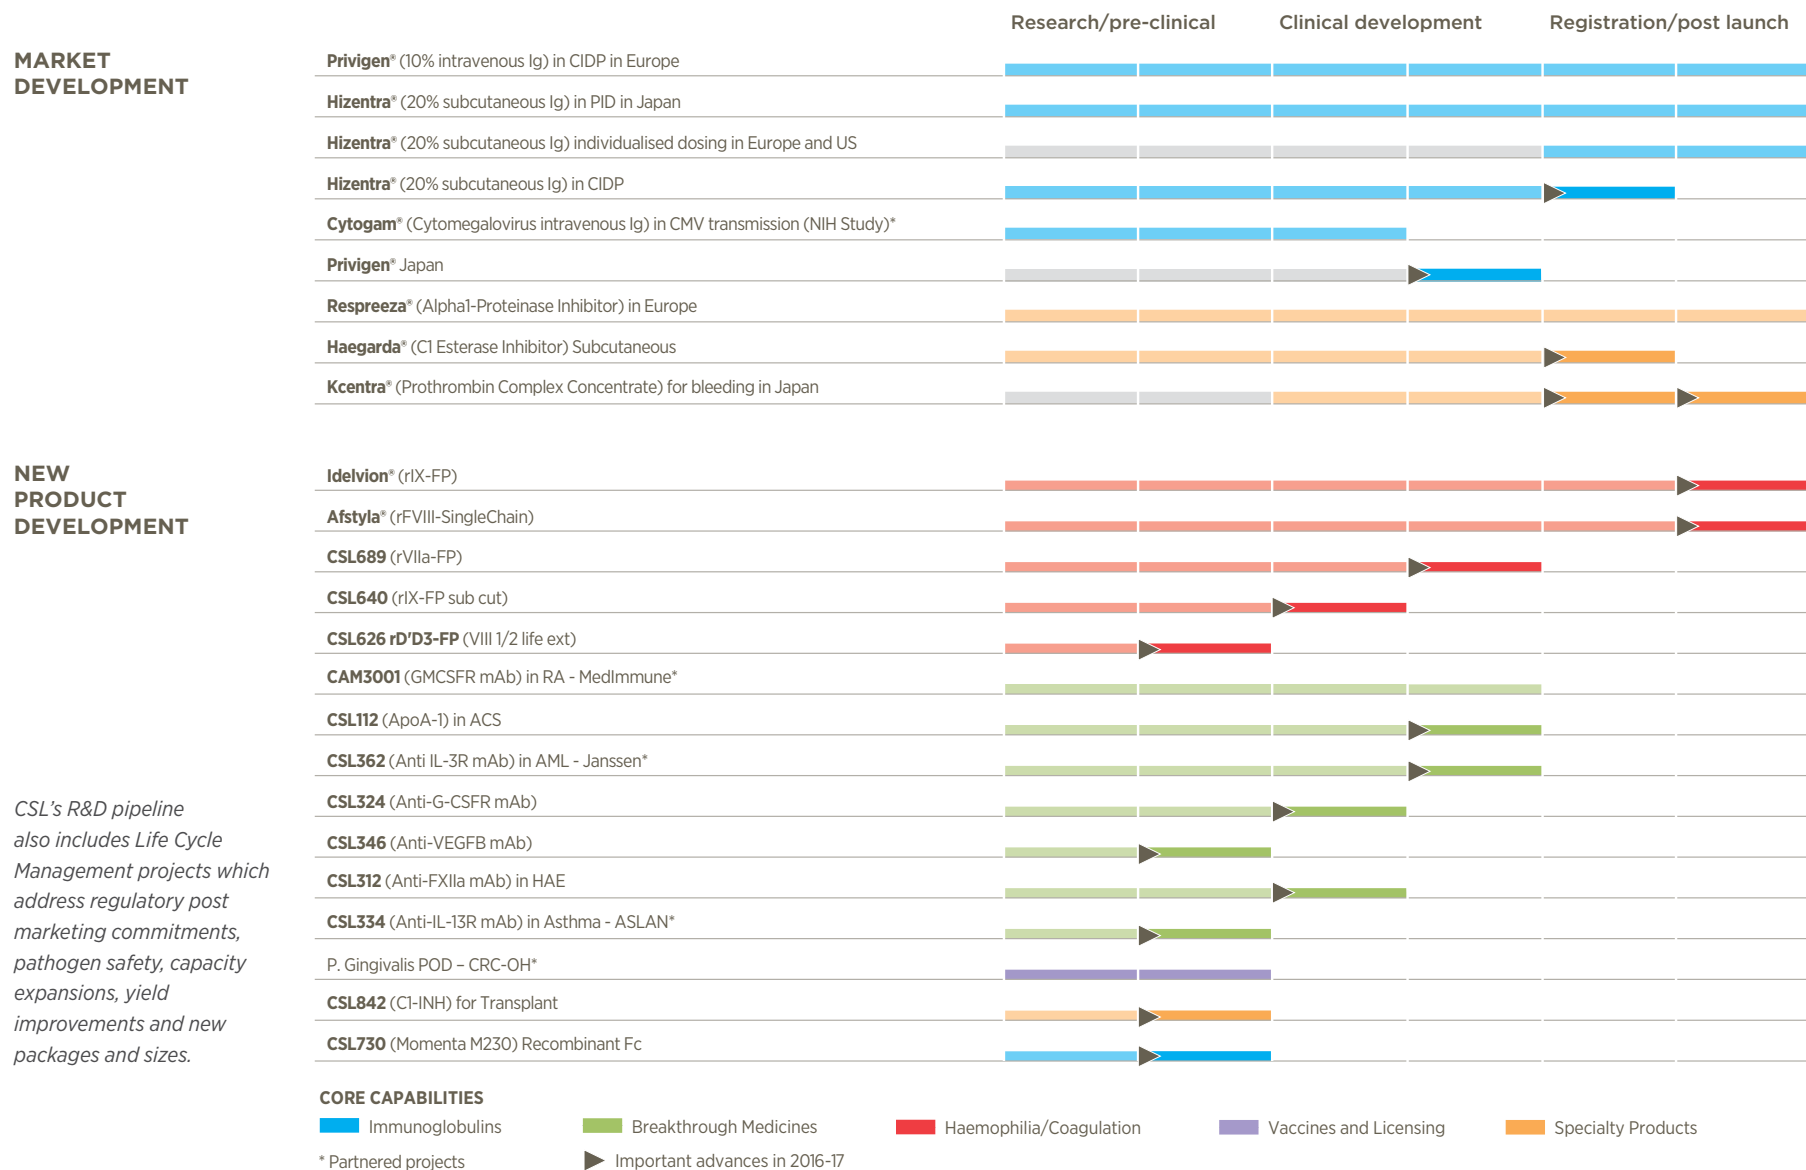 Research/pre-clinical
Clinical development
Registration/post launch
MARKET
DEVELOPMENT
Privigen® (10% intravenous Ig) in CIDP in Europe
Hizentra® (20% subcutaneous Ig) in PID in Japan
Hizentra® (20% subcutaneous Ig) individualised dosing in Europe and US
Hizentra® (20% subcutaneous Ig) in CIDP
Cytogam® (Cytomegalovirus intravenous Ig) in CMV transmission (NIH Study)*
Privigen® Japan
Respreeza® (Alpha1-Proteinase Inhibitor) in Europe
Haegarda® (C1 Esterase Inhibitor) Subcutaneous
Kcentra® (Prothrombin Complex Concentrate) for bleeding in Japan
NEW
PRODUCT
DEVELOPMENT
Idelvion® (rIX-FP)
Afstyla® (rFVIII-SingleChain)
CSL689 (rVIIa-FP)
CSL640 (rIX-FP sub cut)
CSL626 rD'D3-FP (VIII 1/2 life ext)
CAM3001 (GMCSFR mAb) in RA - MedImmune*
CSL112 (ApoA-1) in ACS
CSL362 (Anti IL-3R mAb) in AML - Janssen*
CSL324 (Anti-G-CSFR mAb)
CSL346 (Anti-VEGFB mAb)
CSL312 (Anti-FXIIa mAb) in HAE
CSL334 (Anti-IL-13R mAb) in Asthma - ASLAN*
P. Gingivalis POD – CRC-OH*
CSL842 (C1-INH) for Transplant
CSL730 (Momenta M230) Recombinant Fc
CSL's R&D pipeline
also includes Life Cycle
Management projects which
address regulatory post
marketing commitments,
pathogen safety, capacity
expansions, yield
improvements and new
packages and sizes.
CORE CAPABILITIES
Immunoglobulins
Breakthrough Medicines
Haemophilia/Coagulation
Vaccines and Licensing
Specialty Products
* Partnered projects
Important advances in 2016-17